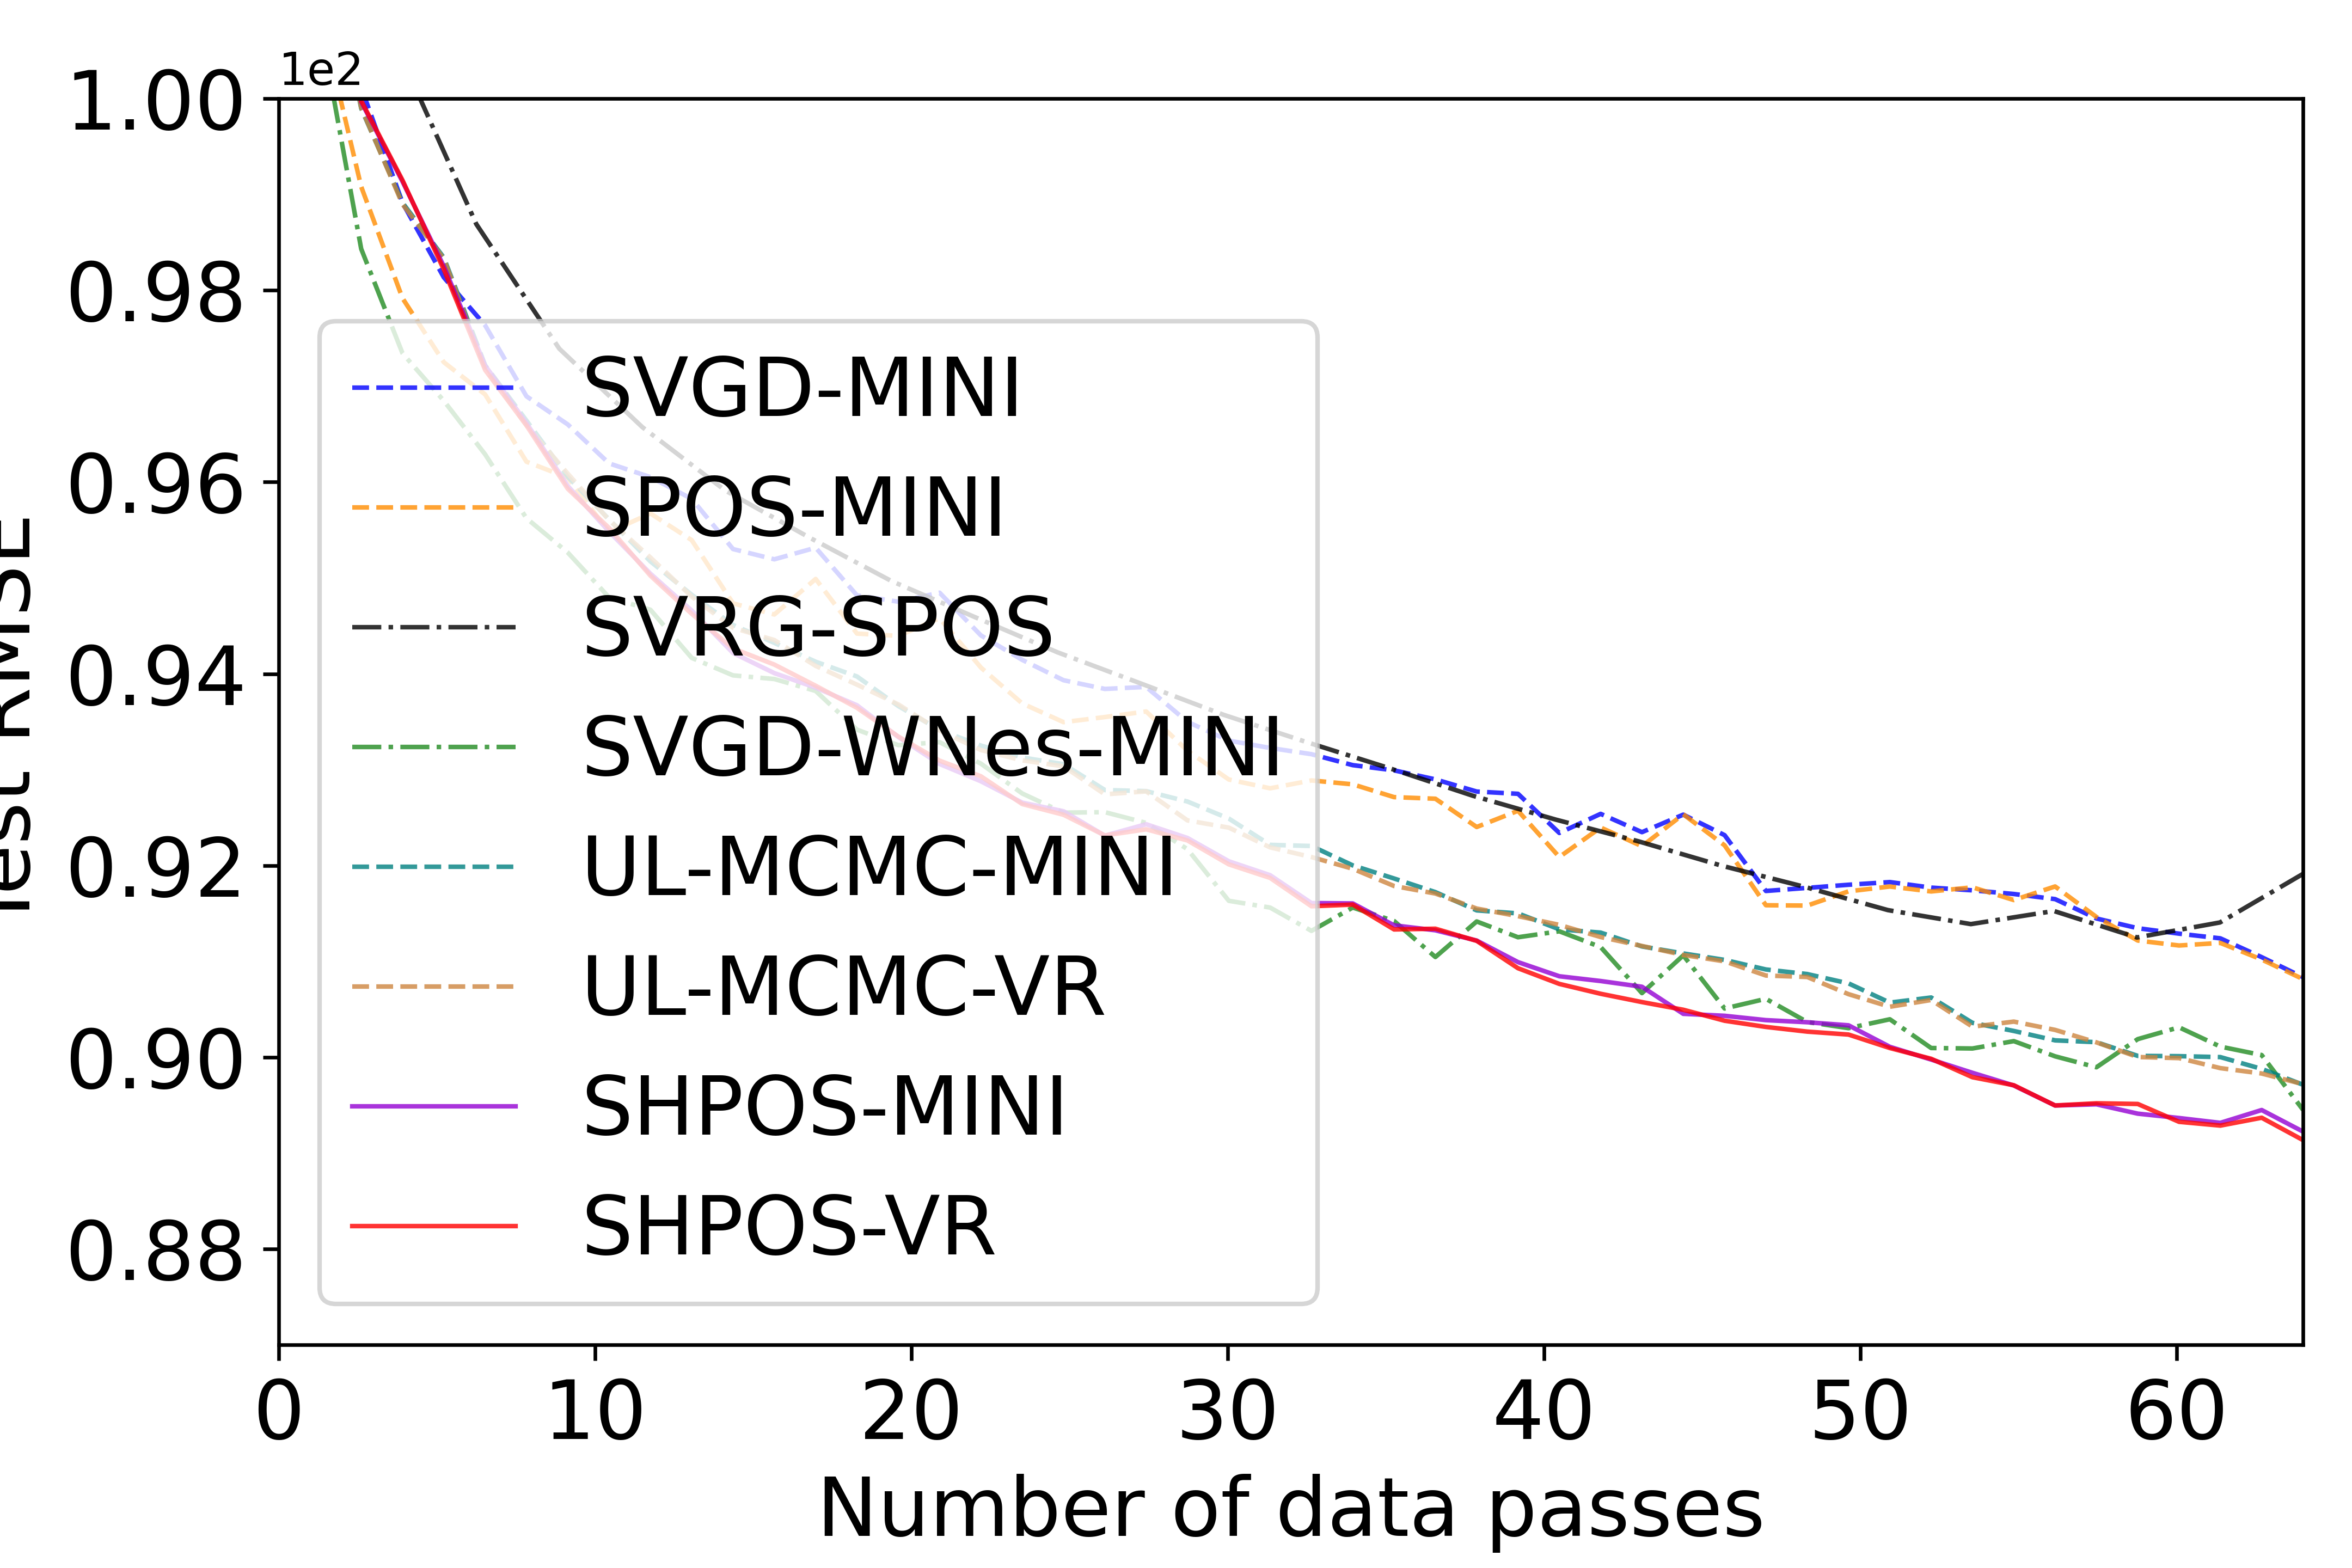 1e2
1.00
0.98
0.96
0.94
0.92
0.90
0.88
Test RMSE
SVGD-MINI
SPOS-MINI
SVRG-SPOS
SVGD-WNes-MINI
UL-MCMC-MINI
UL-MCMC-VR
SHPOS-MINI
SHPOS-VR
0 10 20 30 40 50 60
Number of data passes